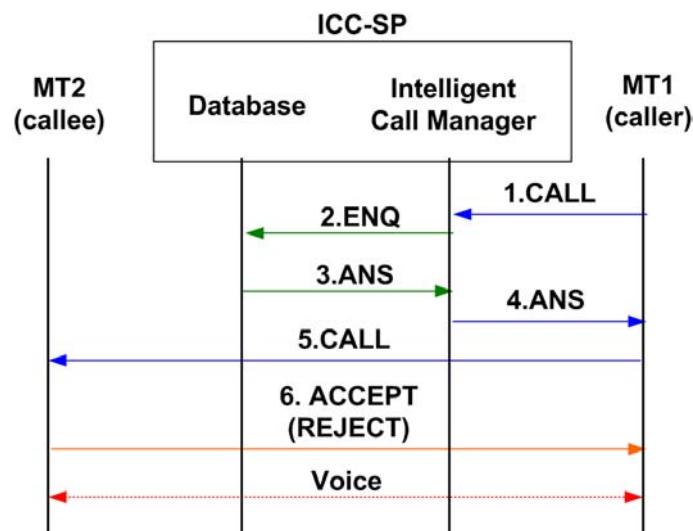 ICC-SP
MT2
(callee)
Database
Intelligent
Call Manager
MT1
(caller)
1.CALL
2.ENQ
3.ANS
4.ANS
5.CALL
6. ACCEPT
(REJECT)
Voice